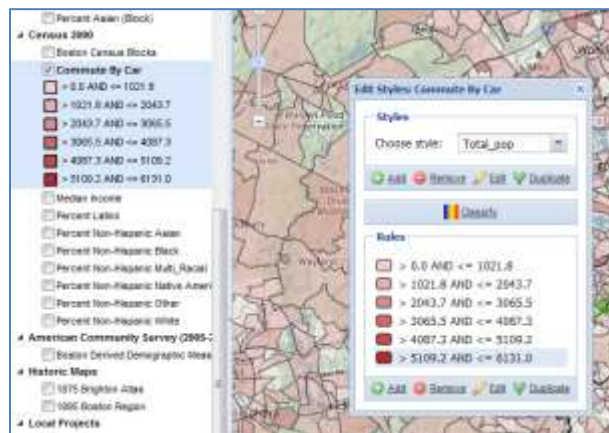 Percent Asian (Block)
Census 2000
Boston Census Blocks
Commute By Car
> 0.0 AND <= 1021.8
> 1021.8 AND <= 2043.7
> 2043.7 AND <= 3065.5
> 3065.5 AND <= 4087.3
> 4087.3 AND <= 5109.2
> 5109.2 AND <= 6131.0
Median Income
Percent Latino
Percent Non-Hispanic Asian
Percent Non-Hispanic Black
Percent Non-Hispanic Multi_Racial
Percent Non-Hispanic Native Ameri
Percent Non-Hispanic Other
Percent Non-Hispanic White
American Community Survey (2005-2
Boston Derived Demographic Meas
Historic Maps
1875 Brighton Atlas
1895 Boston Region
Local Projects
Edit Styles: Commute By Car
Styles
Choose style: Total_pop
Add Remove Edit Duplicate
Classify
Rules
> 0.0 AND <= 1021.8
> 1021.8 AND <= 2043.7
> 2043.7 AND <= 3065.5
> 3065.5 AND <= 4087.3
> 4087.3 AND <= 5109.2
> 5109.2 AND <= 6131.0
Add Remove Edit Duplicate